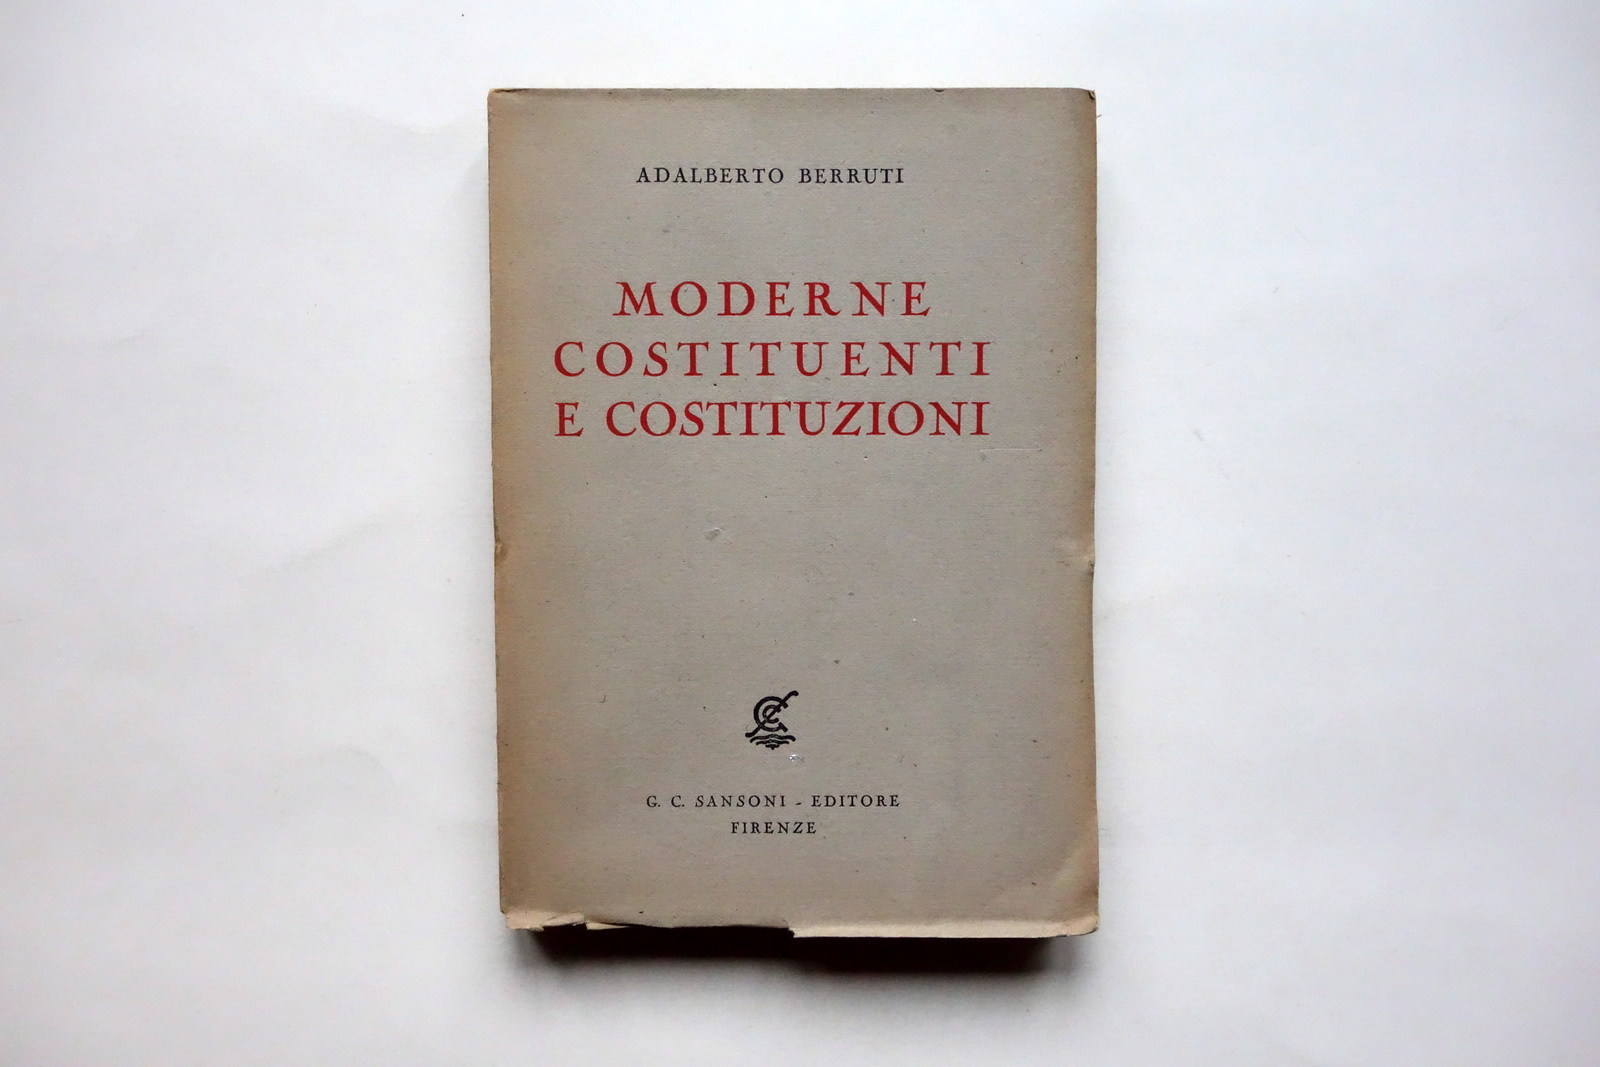 ADALBERTO BERRUTI
MODERNE
COSTITUENTI
E COSTITUZIONI
G. C. SANSONI - EDITORE
FIRENZE